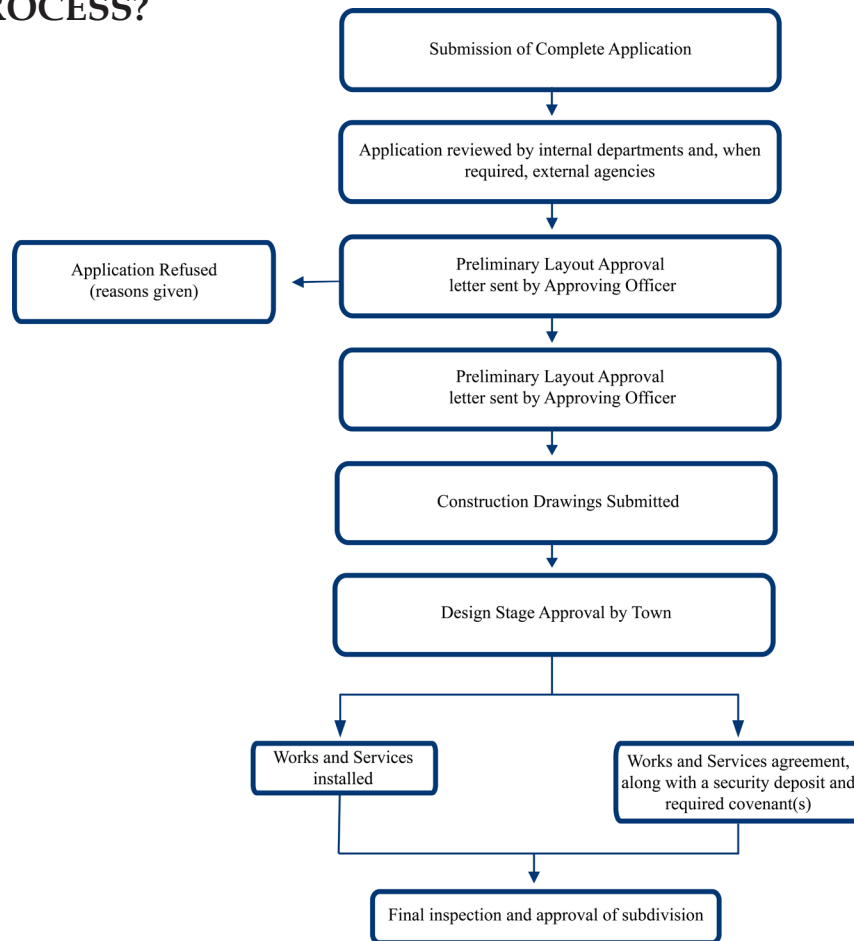 PROCESS?
Submission of Complete Application
Application reviewed by internal departments and, when
required, external agencies
Application Refused
(reasons given)
Preliminary Layout Approval
letter sent by Approving Officer
Preliminary Layout Approval
letter sent by Approving Officer
Construction Drawings Submitted
Design Stage Approval by Town
Works and Services
installed
Works and Services agreement,
along with a security deposit and
required covenant(s)
Final inspection and approval of subdivision